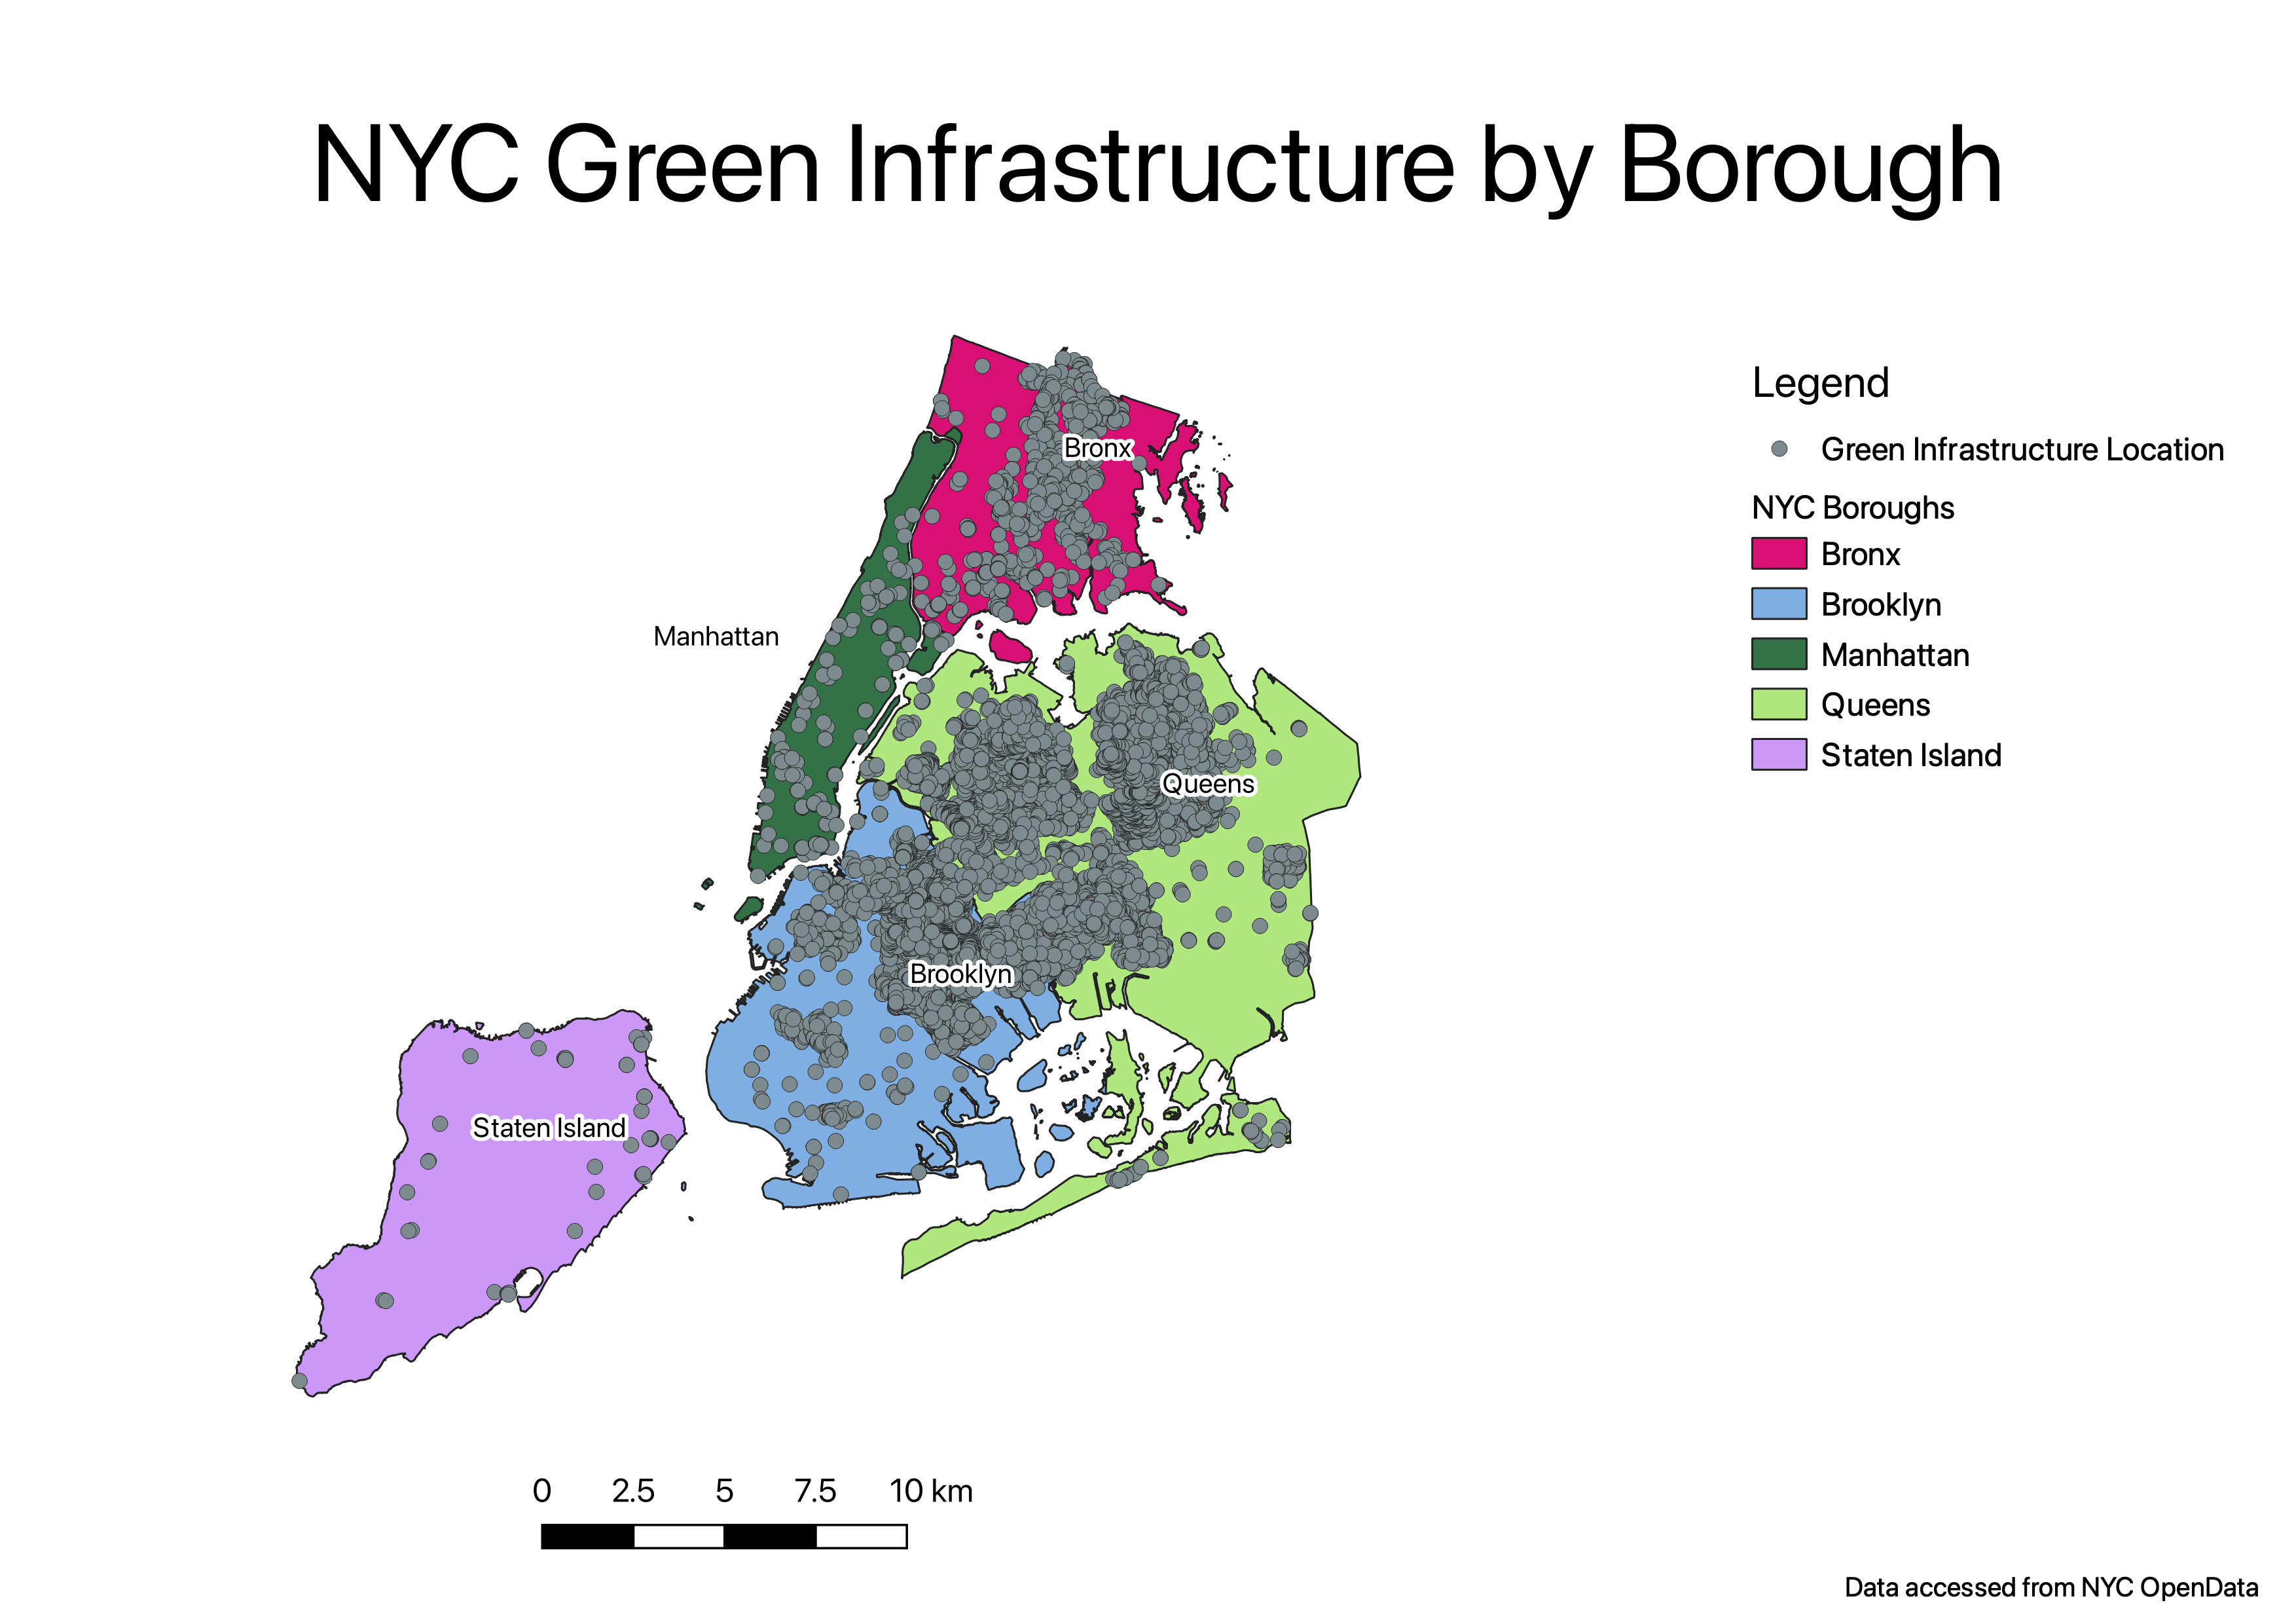 NYC Green Infrastructure by Borough
Legend
Green Infrastructure Location
NYC Boroughs
Bronx
Brooklyn
Manhattan
Queens
Staten Island
Bronx
Manhattan
Queens
Brooklyn
Staten Island
0 2.5 5 7.5 10 km
Data accessed from NYC OpenData